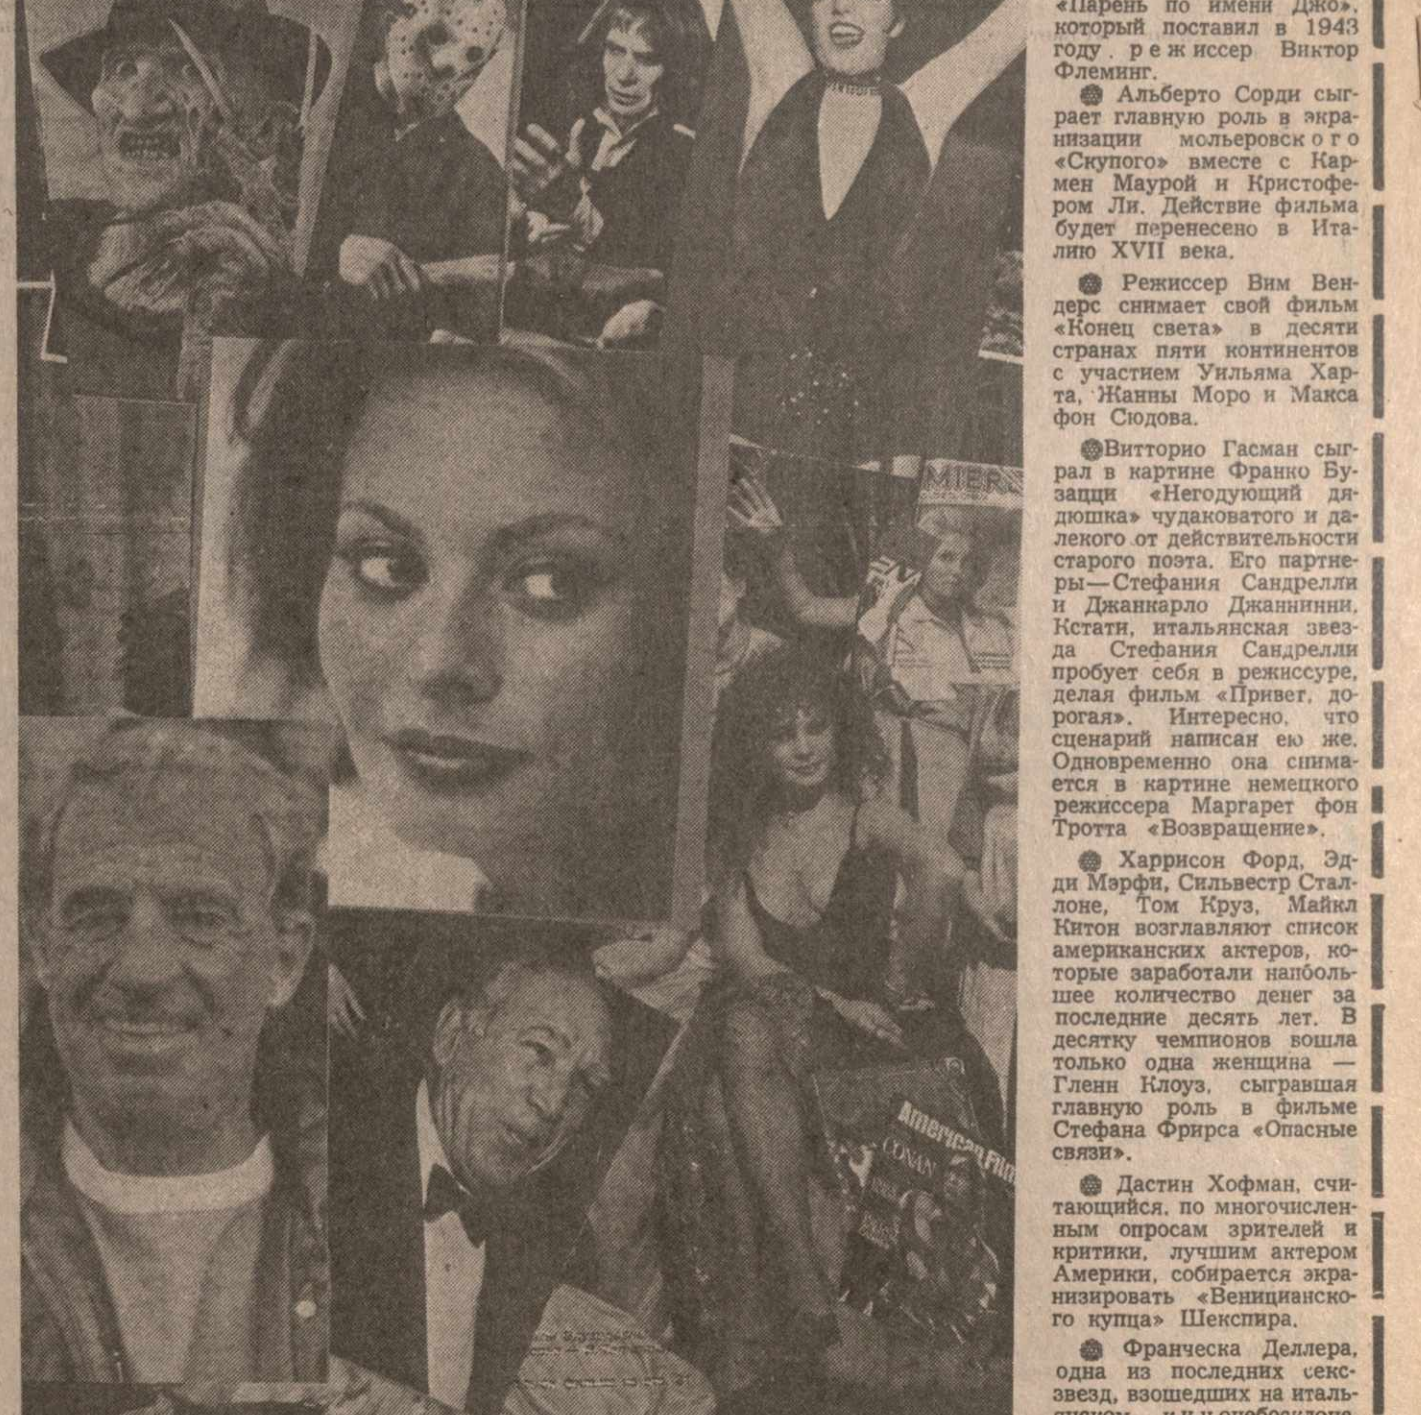 «Парень по имени Джо»,
который поставил в 1943
году. режиссер Виктор
Флеминг.
Альберто Сорди сыг-
рает главную роль в экра-
низации мольеровского
«Скупого» вместе с Кар-
мен Маурой и Кристофе-
ром Ли. Действие фильма
будет перенесено в Ита-
лию XVII века.
Режиссер Вим Вен-
дерс снимает свой фильм
«Конец света» в десяти
странах пяти континентов
с участием Уильяма Хар-
та, Жанны Моро и Макса
фон Сюдова.
Витторио Гасман сыг-
рал в картине Франко Бу-
зацци «Негодующий дя-
дюшка» чудаковатого и да-
лекого от действительности
старого поэта. Его партне-
ры—Стефания Сандрелли
и Джанкарло Джаннинни.
Кстати, итальянская звез-
да Стефания Сандрелли
пробует себя в режиссуре,
делая фильм «Привет, до-
рогая». Интересно, что
сценарий написан ею же.
Одновременно она снима-
ется в картине немецкого
режиссера Маргарет фон
Тротта «Возвращение».
Харрисон Форд, Эд-
ди Мэрфи, Сильвестр Стал-
лоне, Том Круз, Майкл
Китон возглавляют список
американских актеров, ко-
торые заработали наиболь-
шее количество денег за
последние десять лет. В
десятку чемпионов вошла
только одна женщина —
Гленн Клоуз, сыгравшая
главную роль в фильме
Стефана Фрирса «Опасные
связи».
Дастин Хофман, счи-
тающийся, по многочислен-
ным опросам зрителей и
критики, лучшим актером
Америки, собирается экра-
низировать «Венецианско-
го купца» Шекспира.
Франческа Деллера,
одна из последних секс-
звезд, взошедших на италь-
MIER
American Film
CONAN